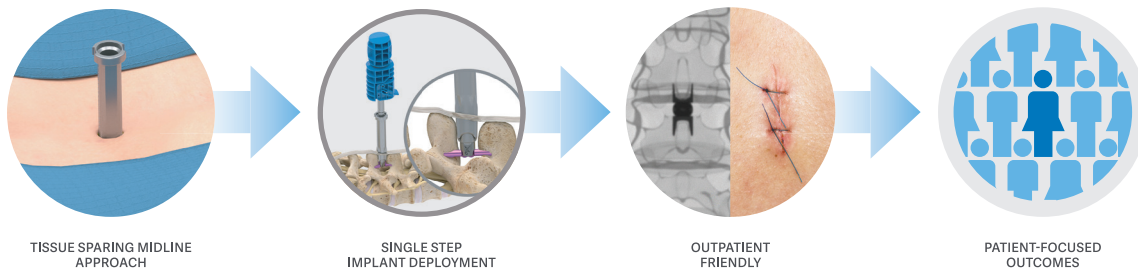 TISSUE SPARING MIDLINE
APPROACH
SINGLE STEP
IMPLANT DEPLOYMENT
OUTPATIENT
FRIENDLY
PATIENT-FOCUSED
OUTCOMES